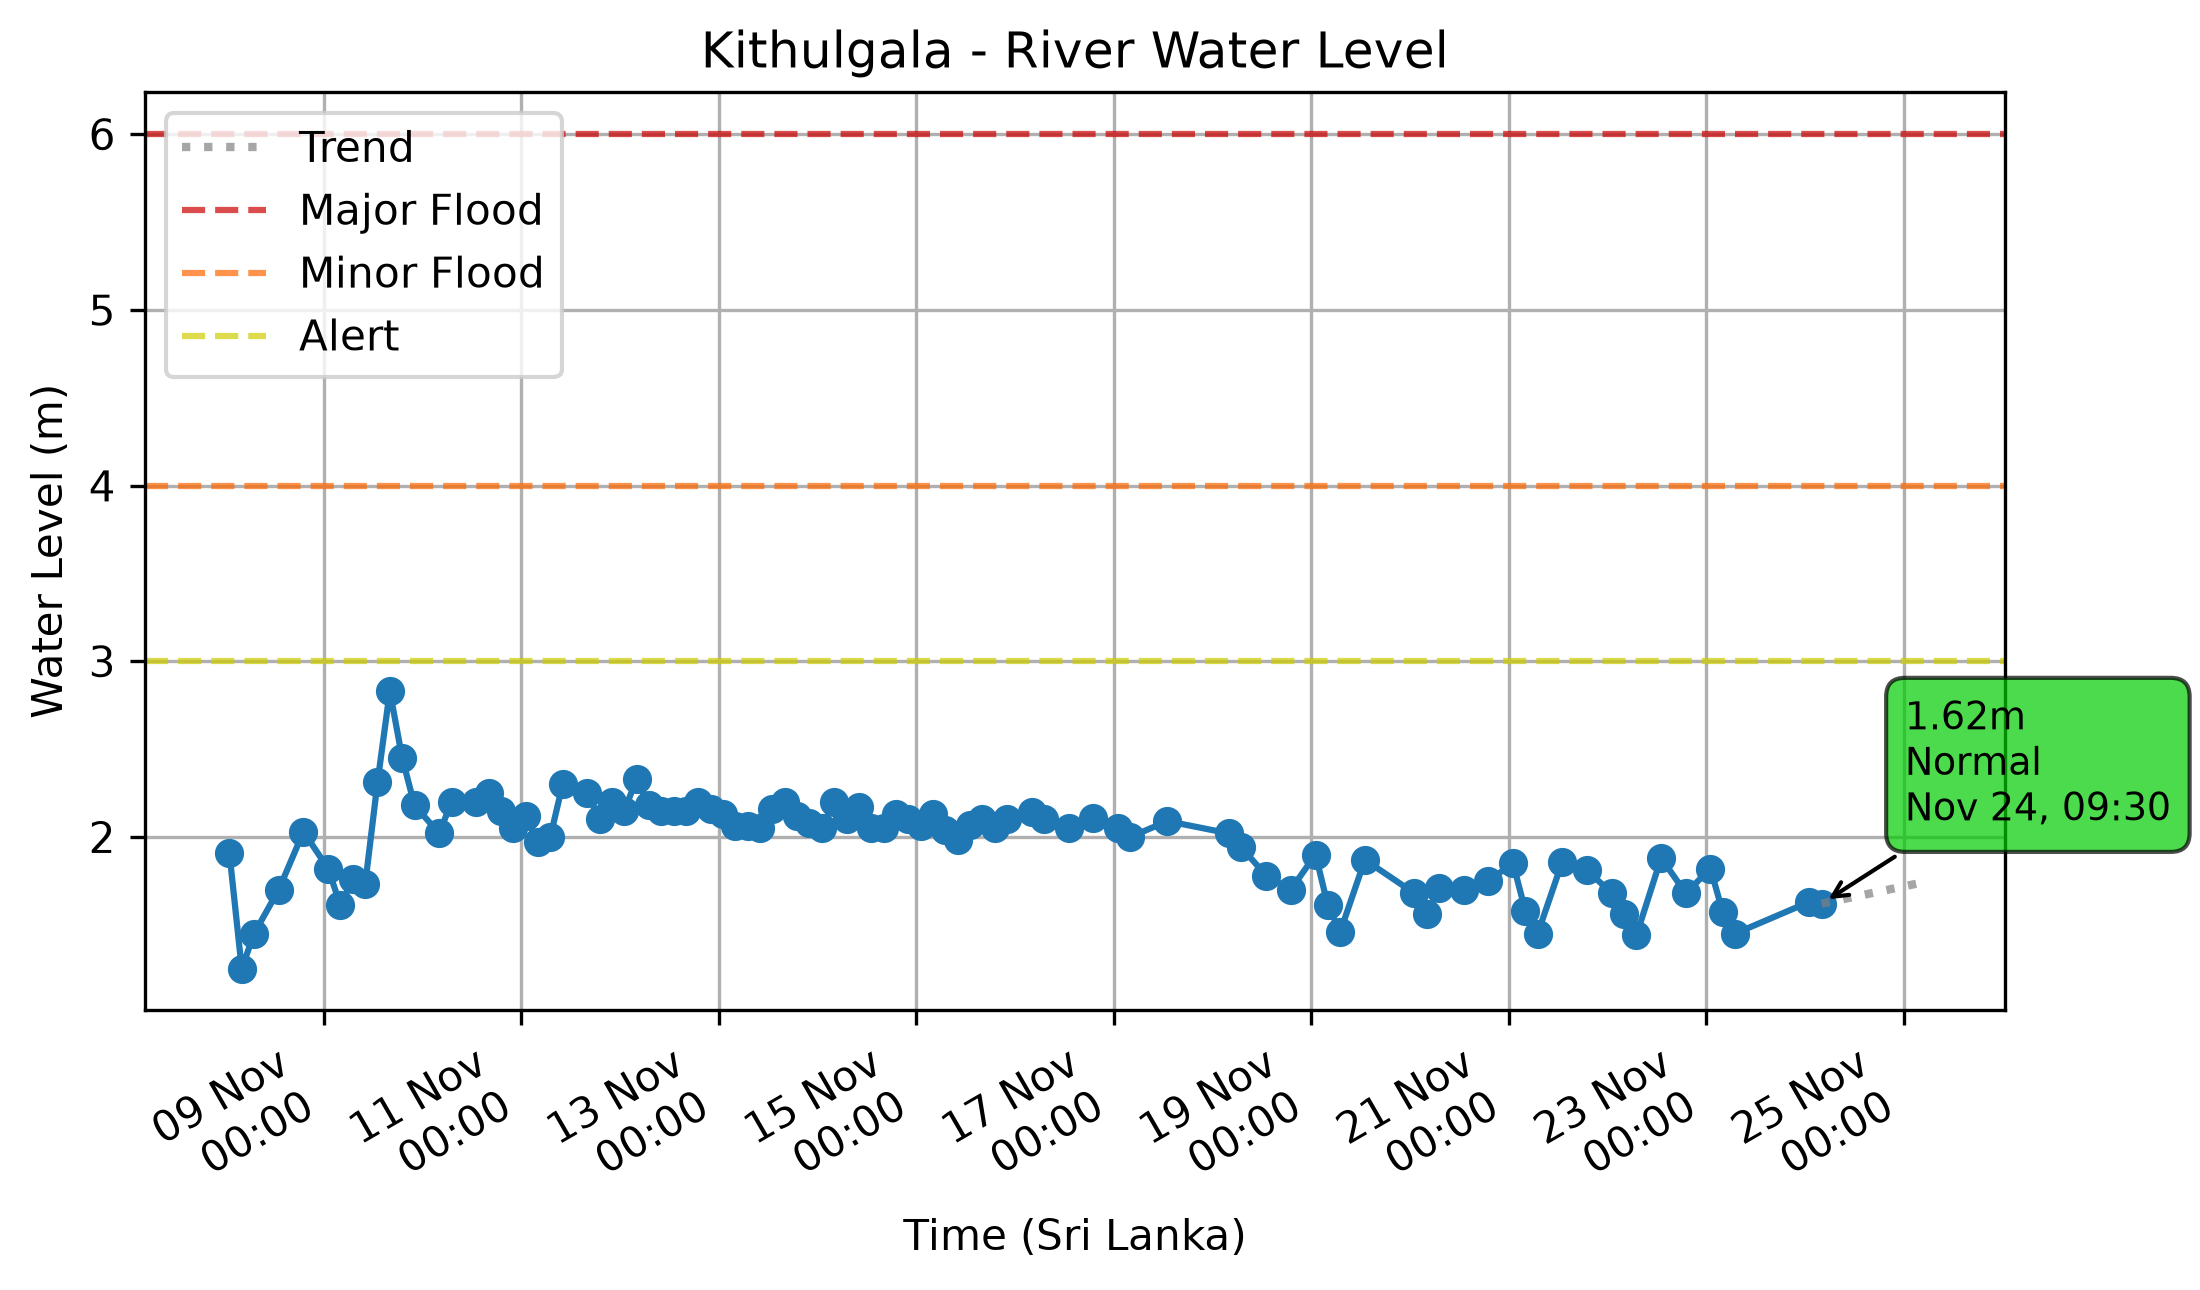 Kithulgala - River Water Level
Water Level (m)
6
5
4
3
2
Trend
Major Flood
Minor Flood
Alert
1.62m
Normal
Nov 24, 09:30
09 Nov
00:00
11 Nov
00:00
13 Nov
00:00
15 Nov
00:00
17 Nov
00:00
19 Nov
00:00
21 Nov
00:00
23 Nov
00:00
25 Nov
00:00
Time (Sri Lanka)